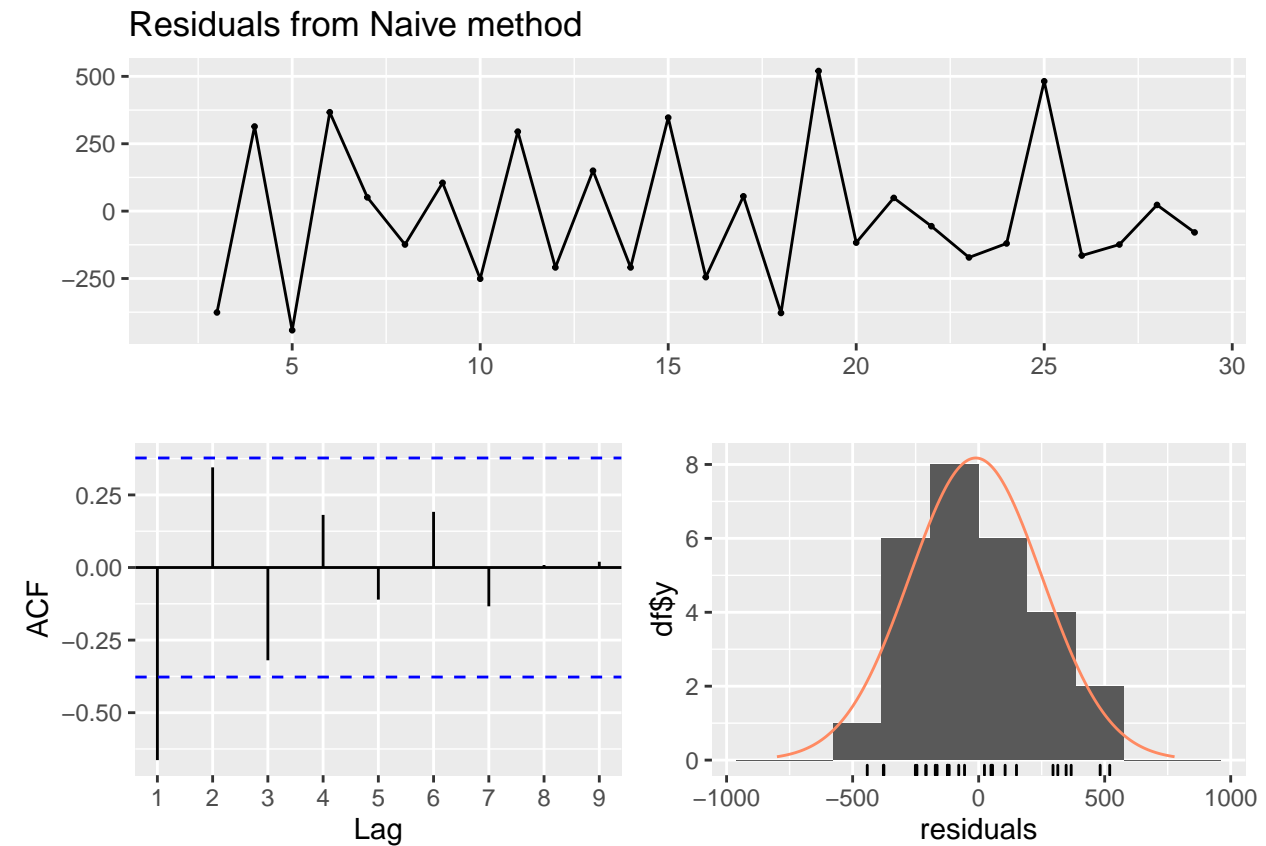 Residuals from Naive method
500
250
0
−250
5 10 15 20 25 30
ACF
0.25
0.00
−0.25
−0.50
1 2 3 4 5 6 7 8 9
Lag
df$y
8
6
4
2
0
−1000 −500 0 500 1000
residuals